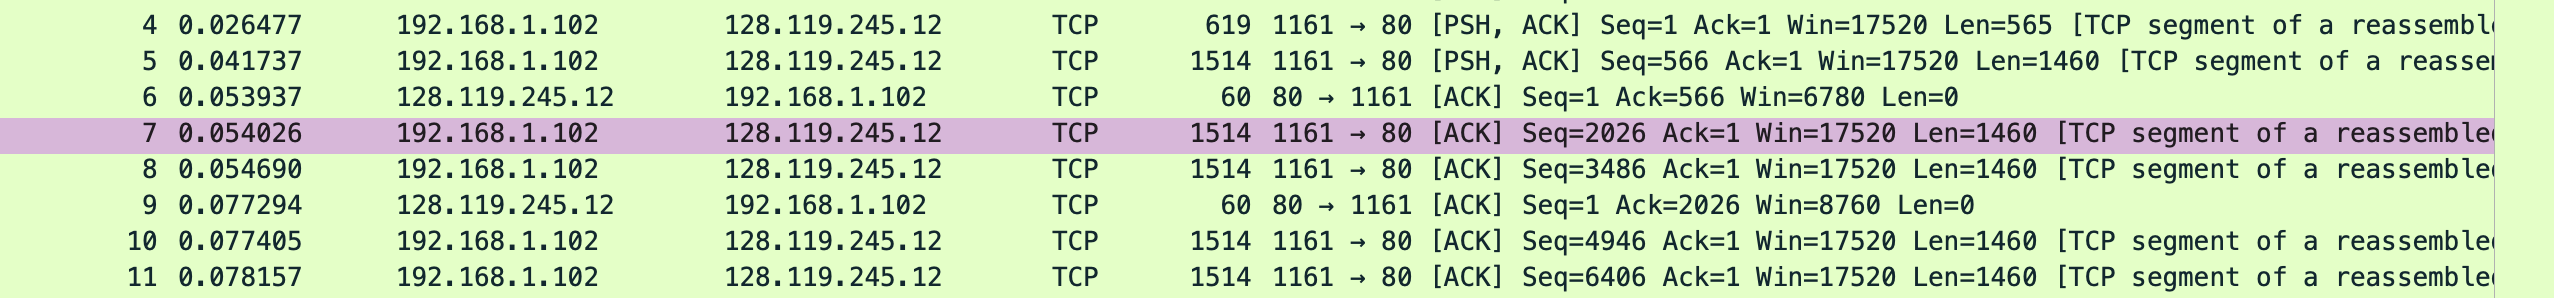 4 0.026477 192.168.1.102 128.119.245.12 TCP 619 1161 → 80 [PSH, ACK] Seq=1 Ack=1 Win=17520 Len=565 [TCP segment of a reassembl
5 0.041737 192.168.1.102 128.119.245.12 TCP 1514 1161 → 80 [PSH, ACK] Seq=566 Ack=1 Win=17520 Len=1460 [TCP segment of a reasse
6 0.053937 128.119.245.12 192.168.1.102 TCP 60 80 → 1161 [ACK] Seq=1 Ack=566 Win=6780 Len=0
7 0.054026 192.168.1.102 128.119.245.12 TCP 1514 1161 → 80 [ACK] Seq=2026 Ack=1 Win=17520 Len=1460 [TCP segment of a reassemble
8 0.054690 192.168.1.102 128.119.245.12 TCP 1514 1161 → 80 [ACK] Seq=3486 Ack=1 Win=17520 Len=1460 [TCP segment of a reassemble
9 0.077294 128.119.245.12 192.168.1.102 TCP 60 80 → 1161 [ACK] Seq=1 Ack=2026 Win=8760 Len=0
10 0.077405 192.168.1.102 128.119.245.12 TCP 1514 1161 → 80 [ACK] Seq=4946 Ack=1 Win=17520 Len=1460 [TCP segment of a reassemble
11 0.078157 192.168.1.102 128.119.245.12 TCP 1514 1161 → 80 [ACK] Seq=6406 Ack=1 Win=17520 Len=1460 [TCP segment of a reassemble